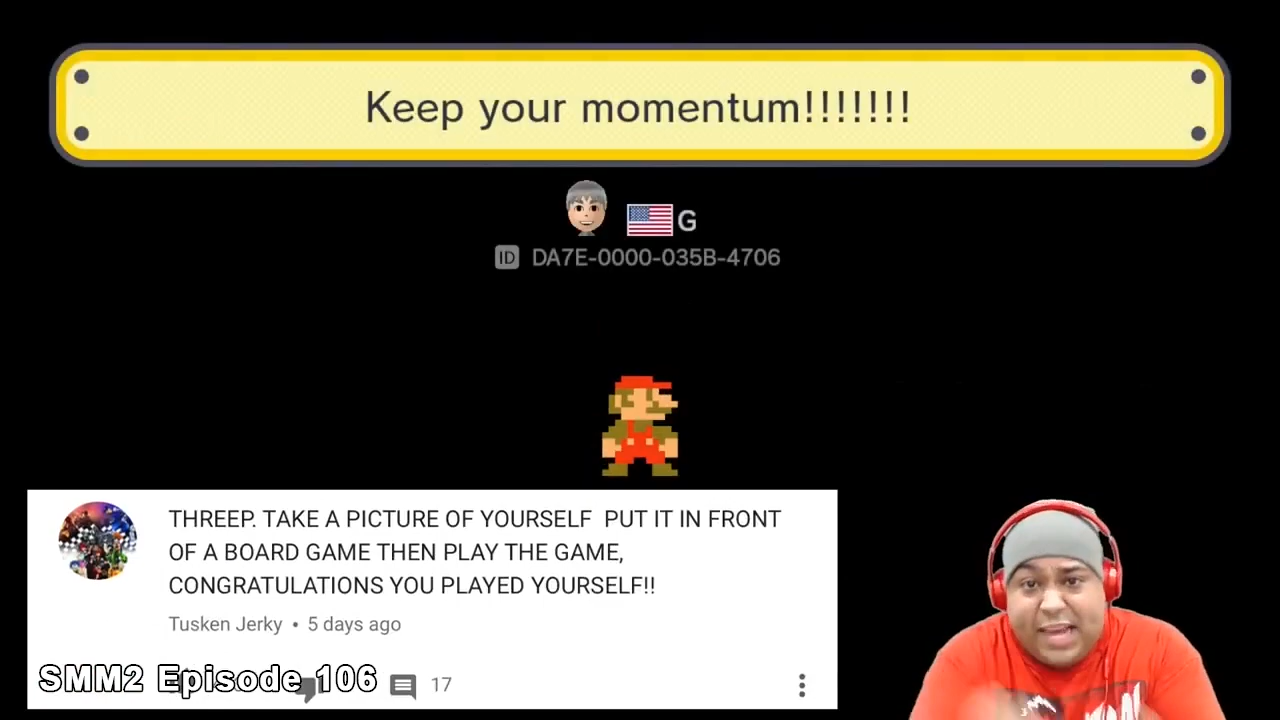 Keep your momentum!!!!!!!
G
ID DA7E-0000-035B-4706
THREEP. TAKE A PICTURE OF YOURSELF PUT IT IN FRONT
OF A BOARD GAME THEN PLAY THE GAME,
CONGRATULATIONS YOU PLAYED YOURSELF!!
Tusken Jerky • 5 days ago
SMM2 Episode 106
17